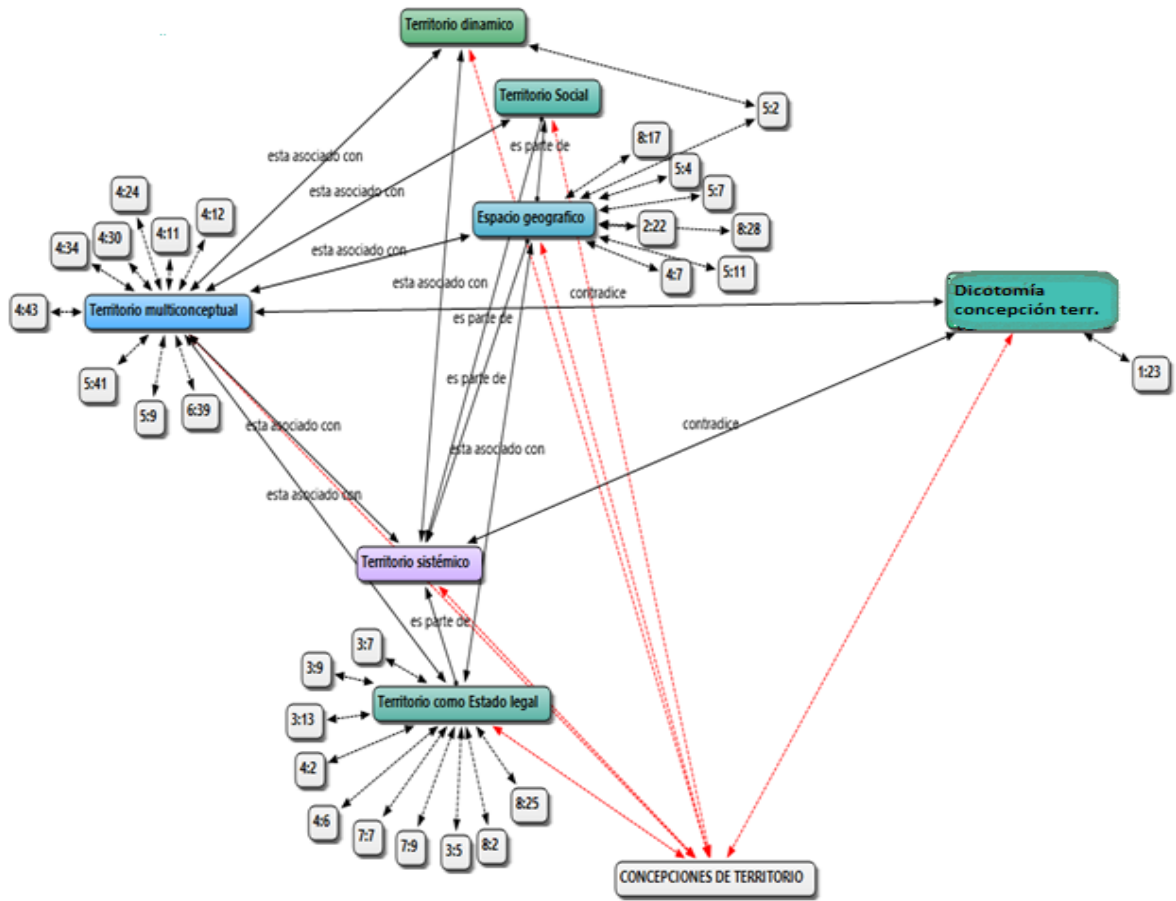 Territorio dinamico
Territorio Social
5:2
es parte de
8:17
esta asociado con
5:4
4:24
esta asociado con
5:7
4:12
4:30
4:11
Espacio geografico
2:22
8:28
4:34
esta asociado con
4:7
5:11
esta asociado con
contradice
Dicotomía
concepción terr.
4:43
Territorio multiconceptual
es parte de
1:23
5:41
es parte de
5:9
6:39
esta asociado con
contradice
esta asociado con
esta asociado con
Territorio sistémico
es parte de
3:7
3:9
Territorio como Estado legal
3:13
4:2
8:25
4:6
7:7
7:9
3:5
8:2
CONCEPCIONES DE TERRITORIO